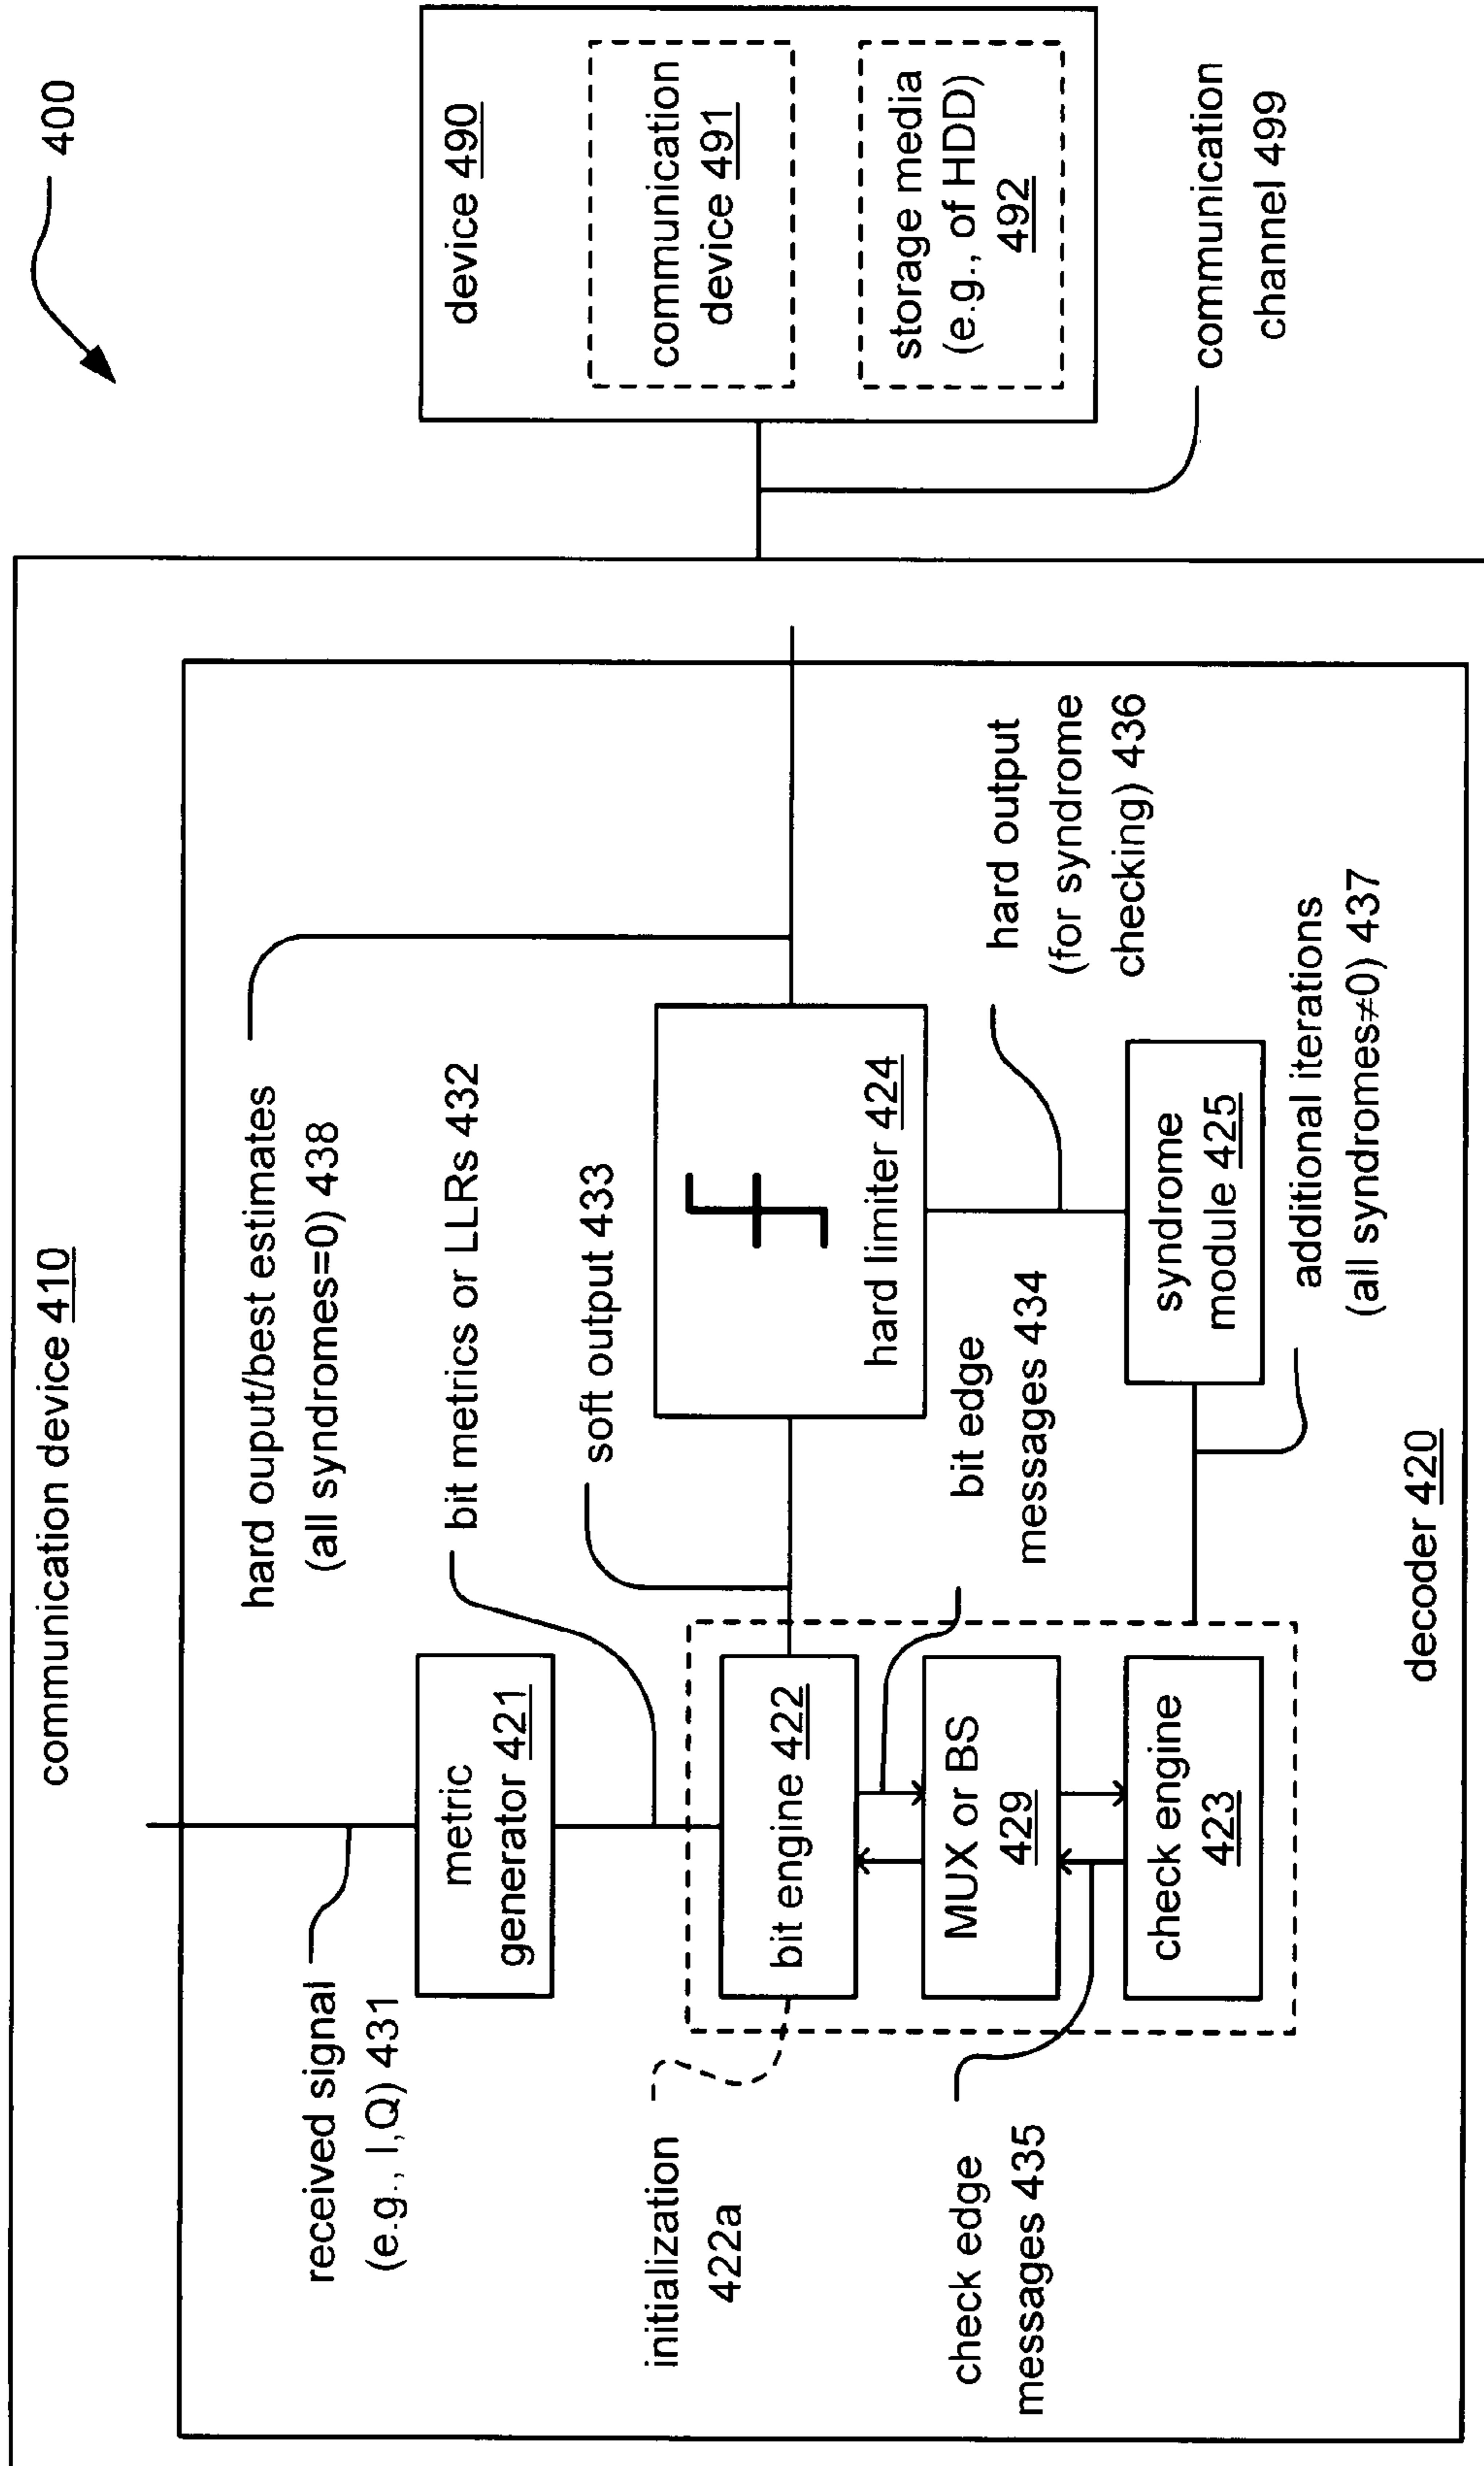 400
communication device 410
device 490
communication
device 491
storage media
(e.g., of HDD)
492
communication
channel 499
received signal
(e.g., I,Q) 431
hard ouput/best estimates
(all syndromes=0) 438
metric
generator 421
bit metrics or LLRs 432
soft output 433
initialization
422a
bit engine 422
hard limiter 424
bit edge
messages 434
MUX or BS
429
check edge
messages 435
check engine
423
hard output
(for syndrome
checking) 436
syndrome
module 425
additional iterations
(all syndromes≠0) 437
decoder 420